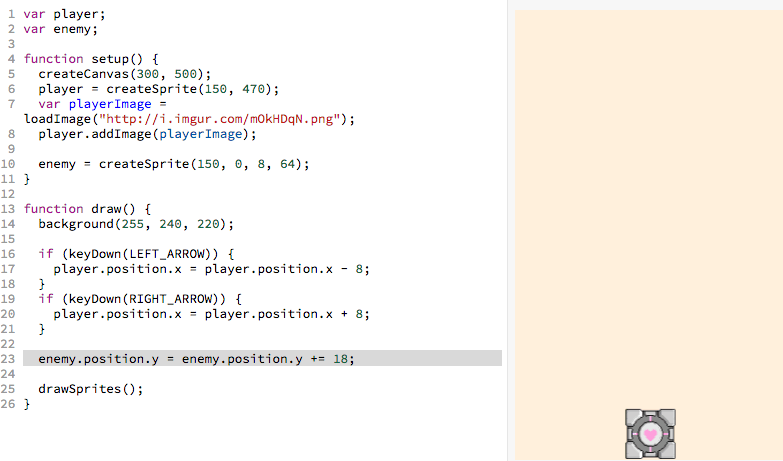 1 var player;
2 var enemy;
3
4 function setup() {
5 createCanvas(300, 500);
6 player = createSprite(150, 470);
7 var playerImage =
loadImage("http://i.imgur.com/mOkHDqN.png");
8 player.addImage(playerImage);
9
10 enemy = createSprite(150, 0, 8, 64);
11 }
12
13 function draw() {
14 background(255, 240, 220);
15
16 if (keyDown(LEFT_ARROW)) {
17 player.position.x = player.position.x - 8;
18 }
19 if (keyDown(RIGHT_ARROW)) {
20 player.position.x = player.position.x + 8;
21 }
22
23 enemy.position.y = enemy.position.y += 18;
24
25 drawSprites();
26 }